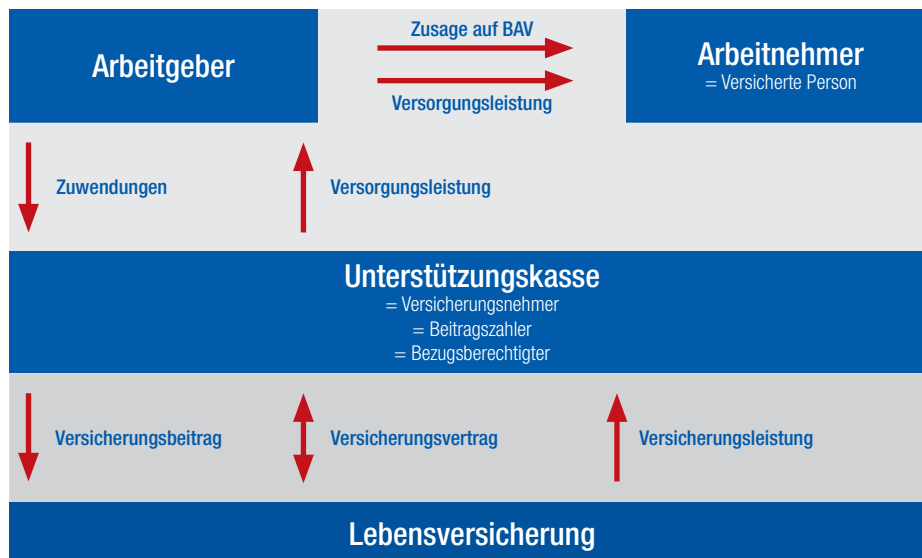 Arbeitgeber
Zusage auf BAV
Versorgungsleistung
Arbeitnehmer
= Versicherte Person
Zuwendungen
Versorgungsleistung
Unterstützungskasse
= Versicherungsnehmer
= Beitragszahler
= Bezugsberechtigter
Versicherungsbeitrag
Versicherungsvertrag
Versicherungsleistung
Lebensversicherung